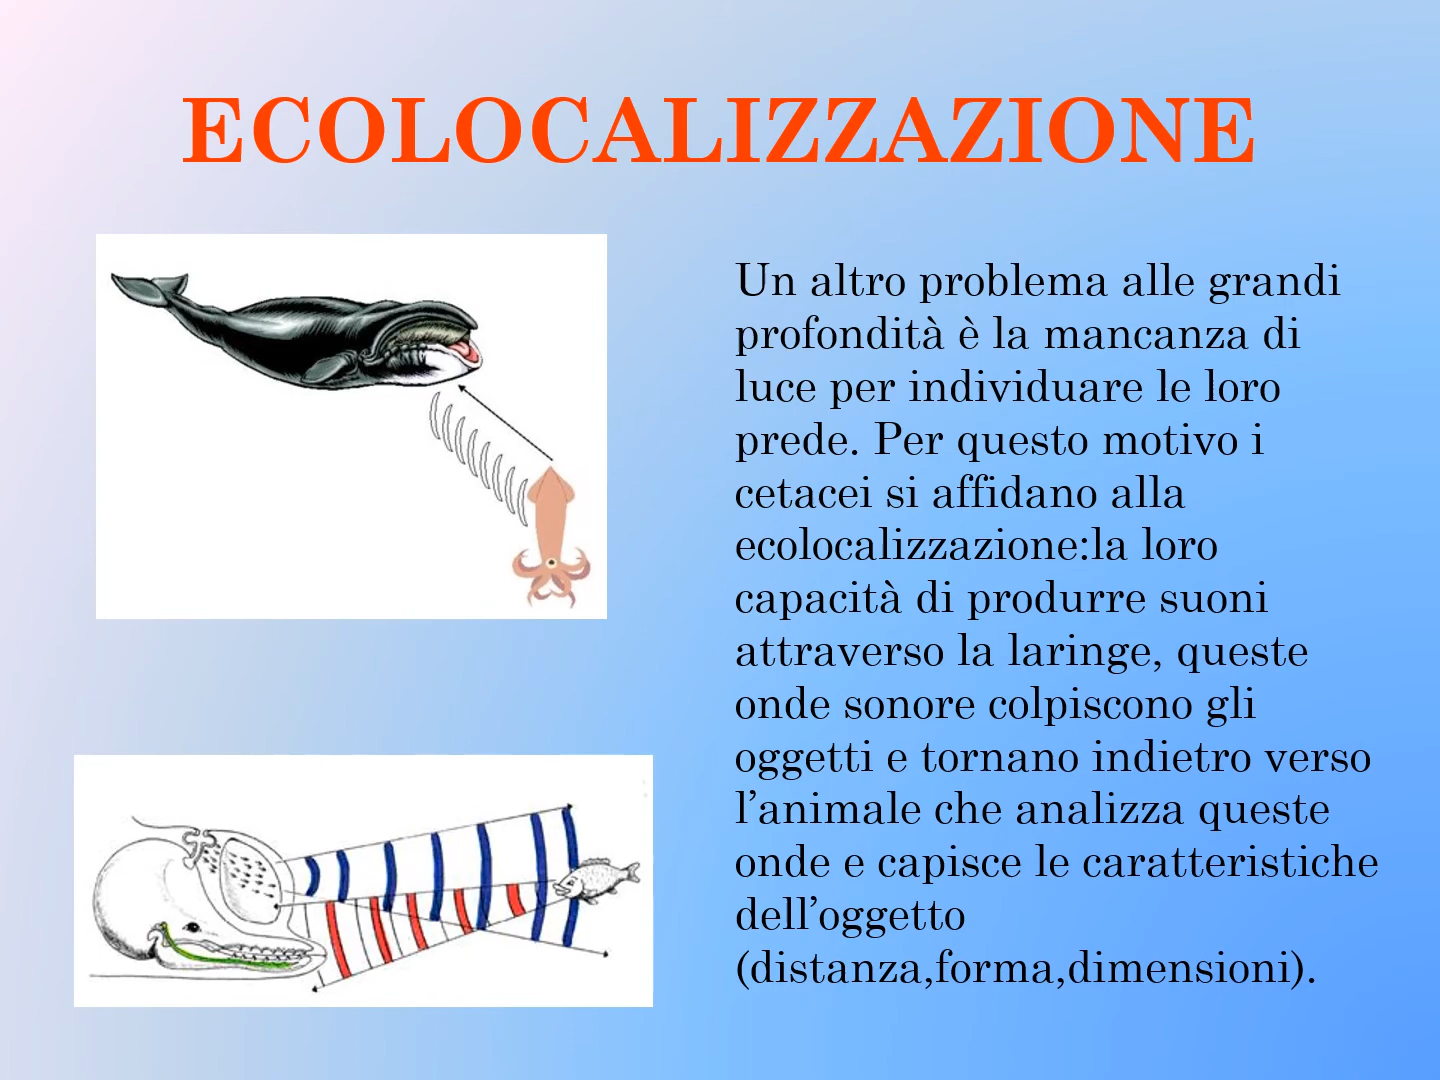 ECOLOCALIZZAZIONE
Un altro problema alle grandi
profondità è la mancanza di
luce per individuare le loro
prede. Per questo motivo i
cetacei si affidano alla
ecolocalizzazione:la loro
capacità di produrre suoni
attraverso la laringe, queste
onde sonore colpiscono gli
oggetti e tornano indietro verso
l’animale che analizza queste
onde e capisce le caratteristiche
dell’oggetto
(distanza,forma,dimensioni).